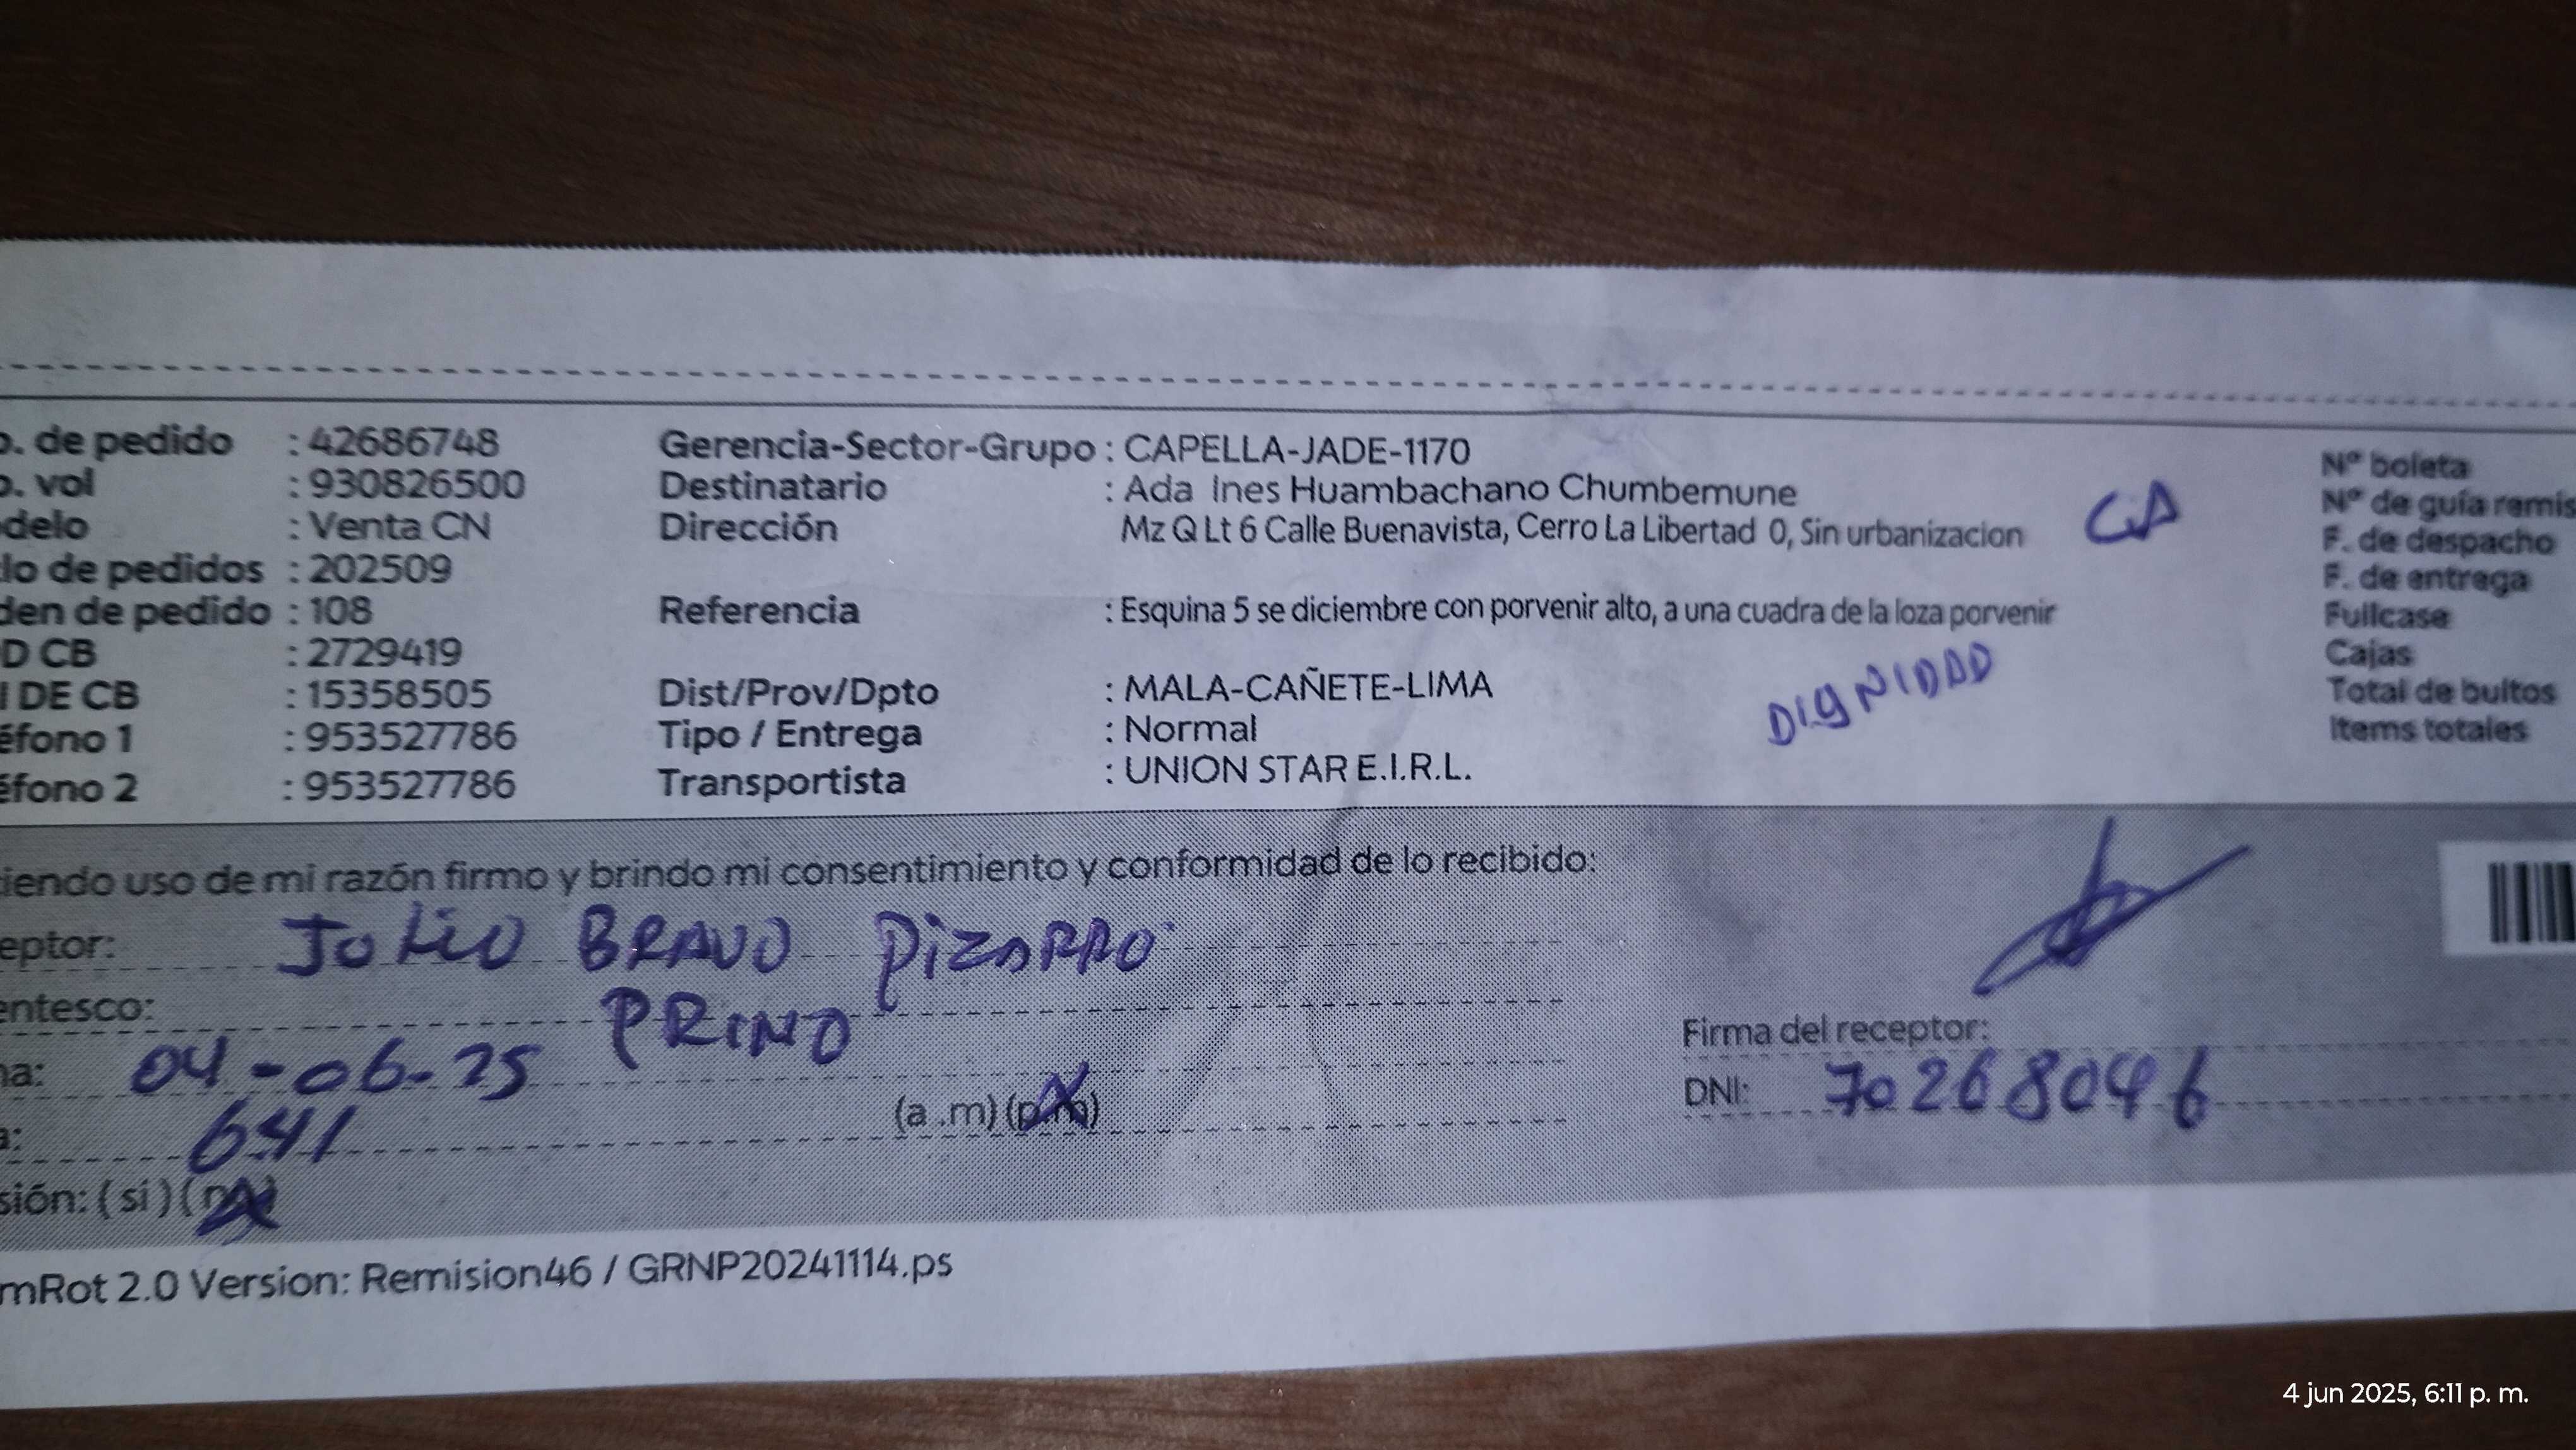 o. de pedido : 42686748 Gerencia-Sector-Grupo : CAPELLA-JADE-1170 Nº boleta
o. vol : 930826500 Destinatario : Ada Ines Huambachano Chumbemune Nº de guía remis
delo : Venta CN Dirección Mz Q Lt 6 Calle Buenavista, Cerro La Libertad 0, Sin urbanizacion F. de despacho
lo de pedidos : 202509 F. de entrega
den de pedido : 108 Referencia : Esquina 5 se diciembre con porvenir alto, a una cuadra de la loza porvenir Fullcase
D CB : 2729419 Cajas
I DE CB : 15358505 Dist/Prov/Dpto : MALA-CAÑETE-LIMA DIGNIDAD Total de bultos
éfono 1 : 953527786 Tipo / Entrega : Normal Items totales
éfono 2 : 953527786 Transportista : UNION STAR E.I.R.L.
iendo uso de mi razón firmo y brindo mi consentimiento y conformidad de lo recibido:
eptor: JULIO BRAVO PizARRO
entesco: PRIMO
Firma del receptor:
na: 04-06-25
DNI: 70268046
a: 641 (a .m) (p.m)
sión: ( si ) ( no )
mRot 2.0 Version: Remision46 / GRNP20241114.ps
4 jun 2025, 6:11 p. m.